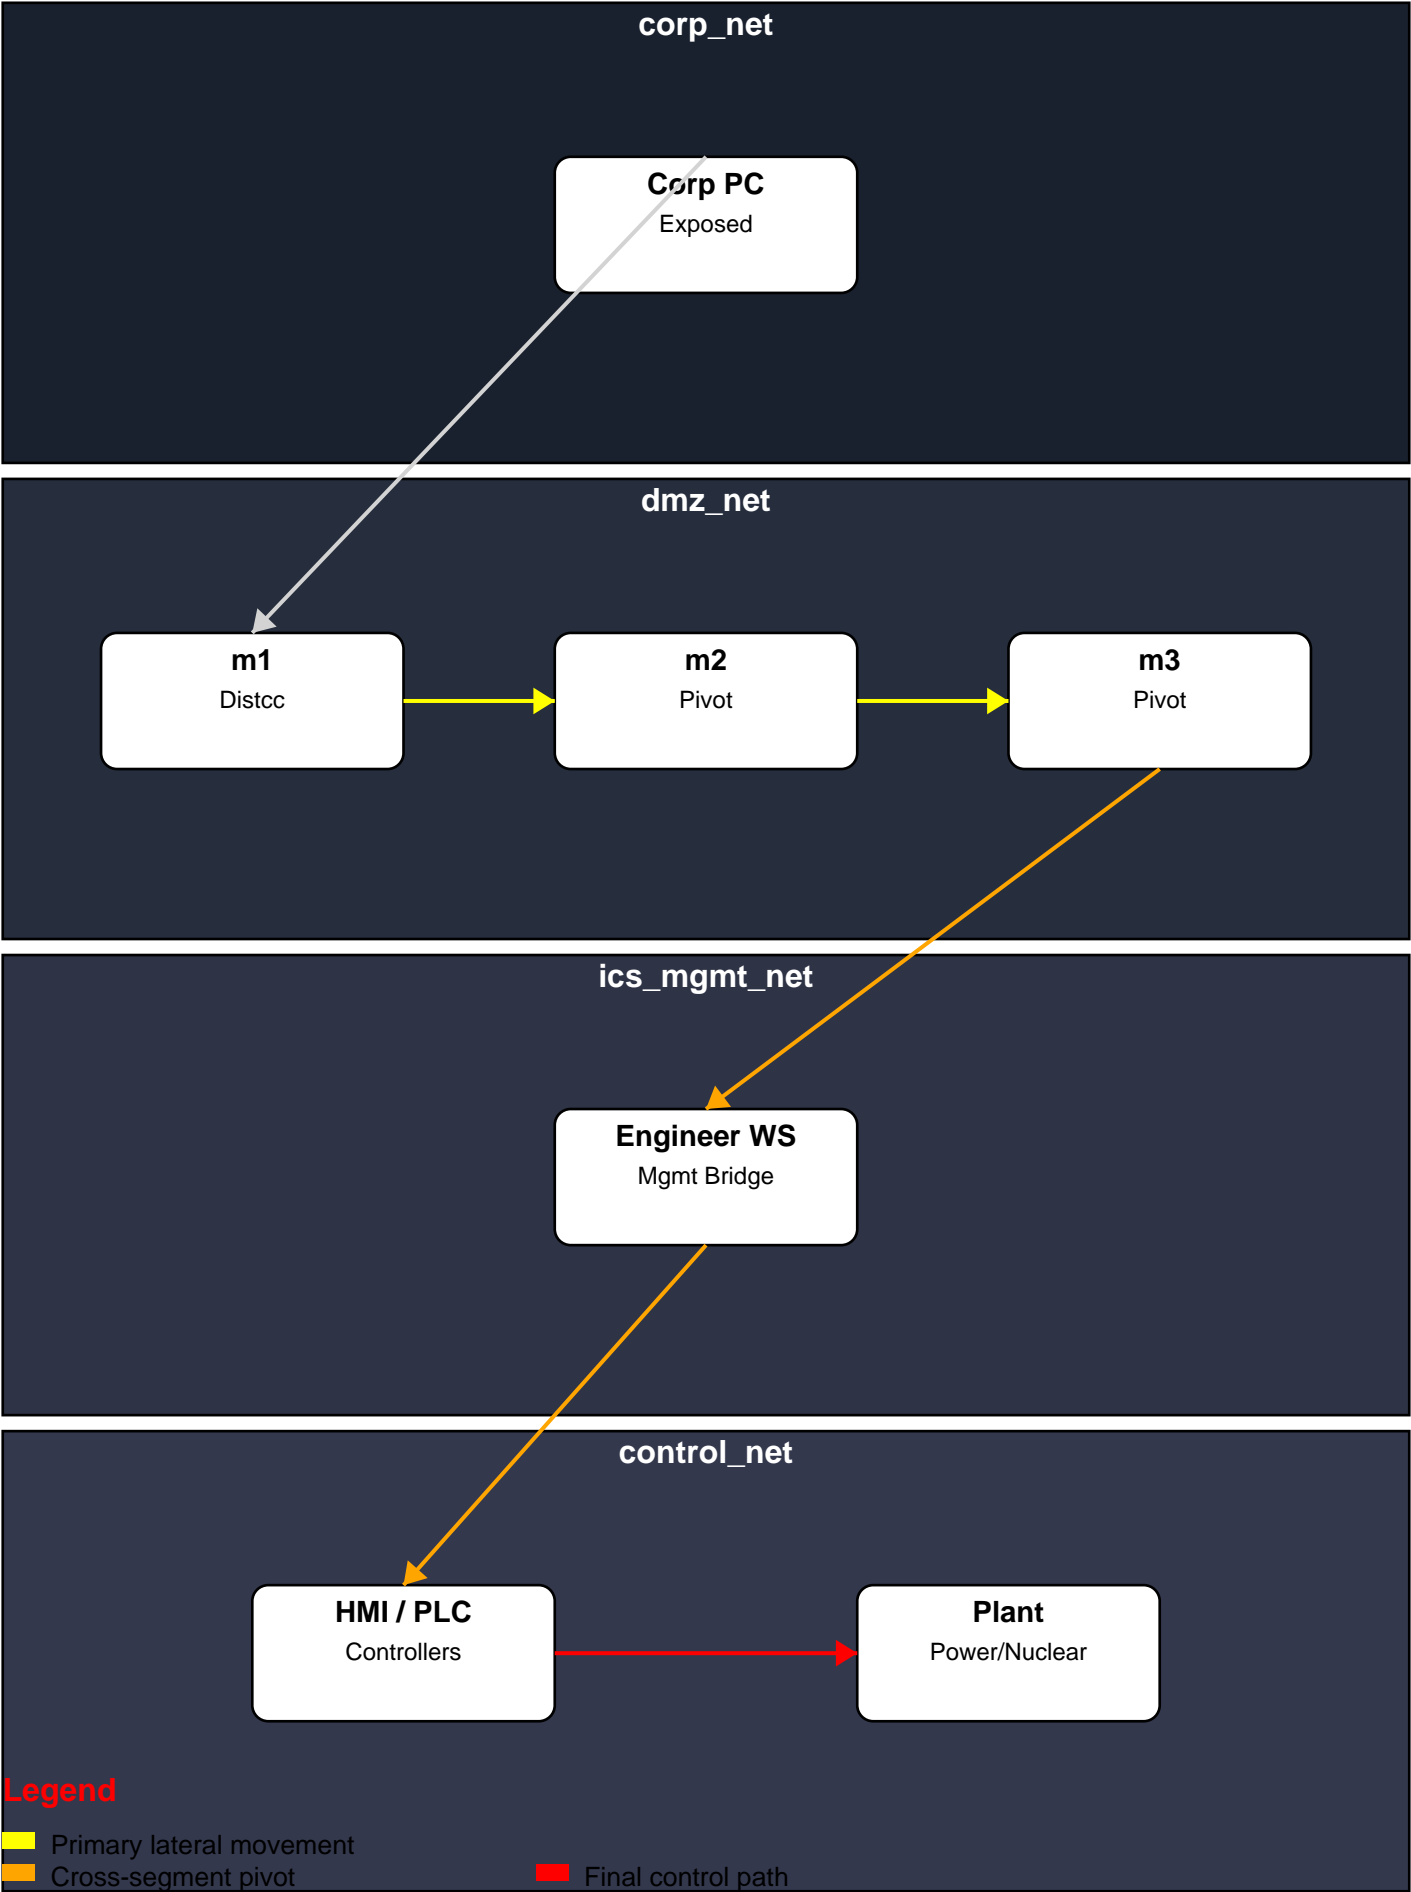 corp_net
Corp PC
Exposed
dmz_net
m1
Distcc
m2
Pivot
m3
Pivot
ics_mgmt_net
Engineer WS
Mgmt Bridge
control_net
HMI / PLC
Controllers
Plant
Power/Nuclear
Legend
Primary lateral movement
Cross-segment pivot
Final control path